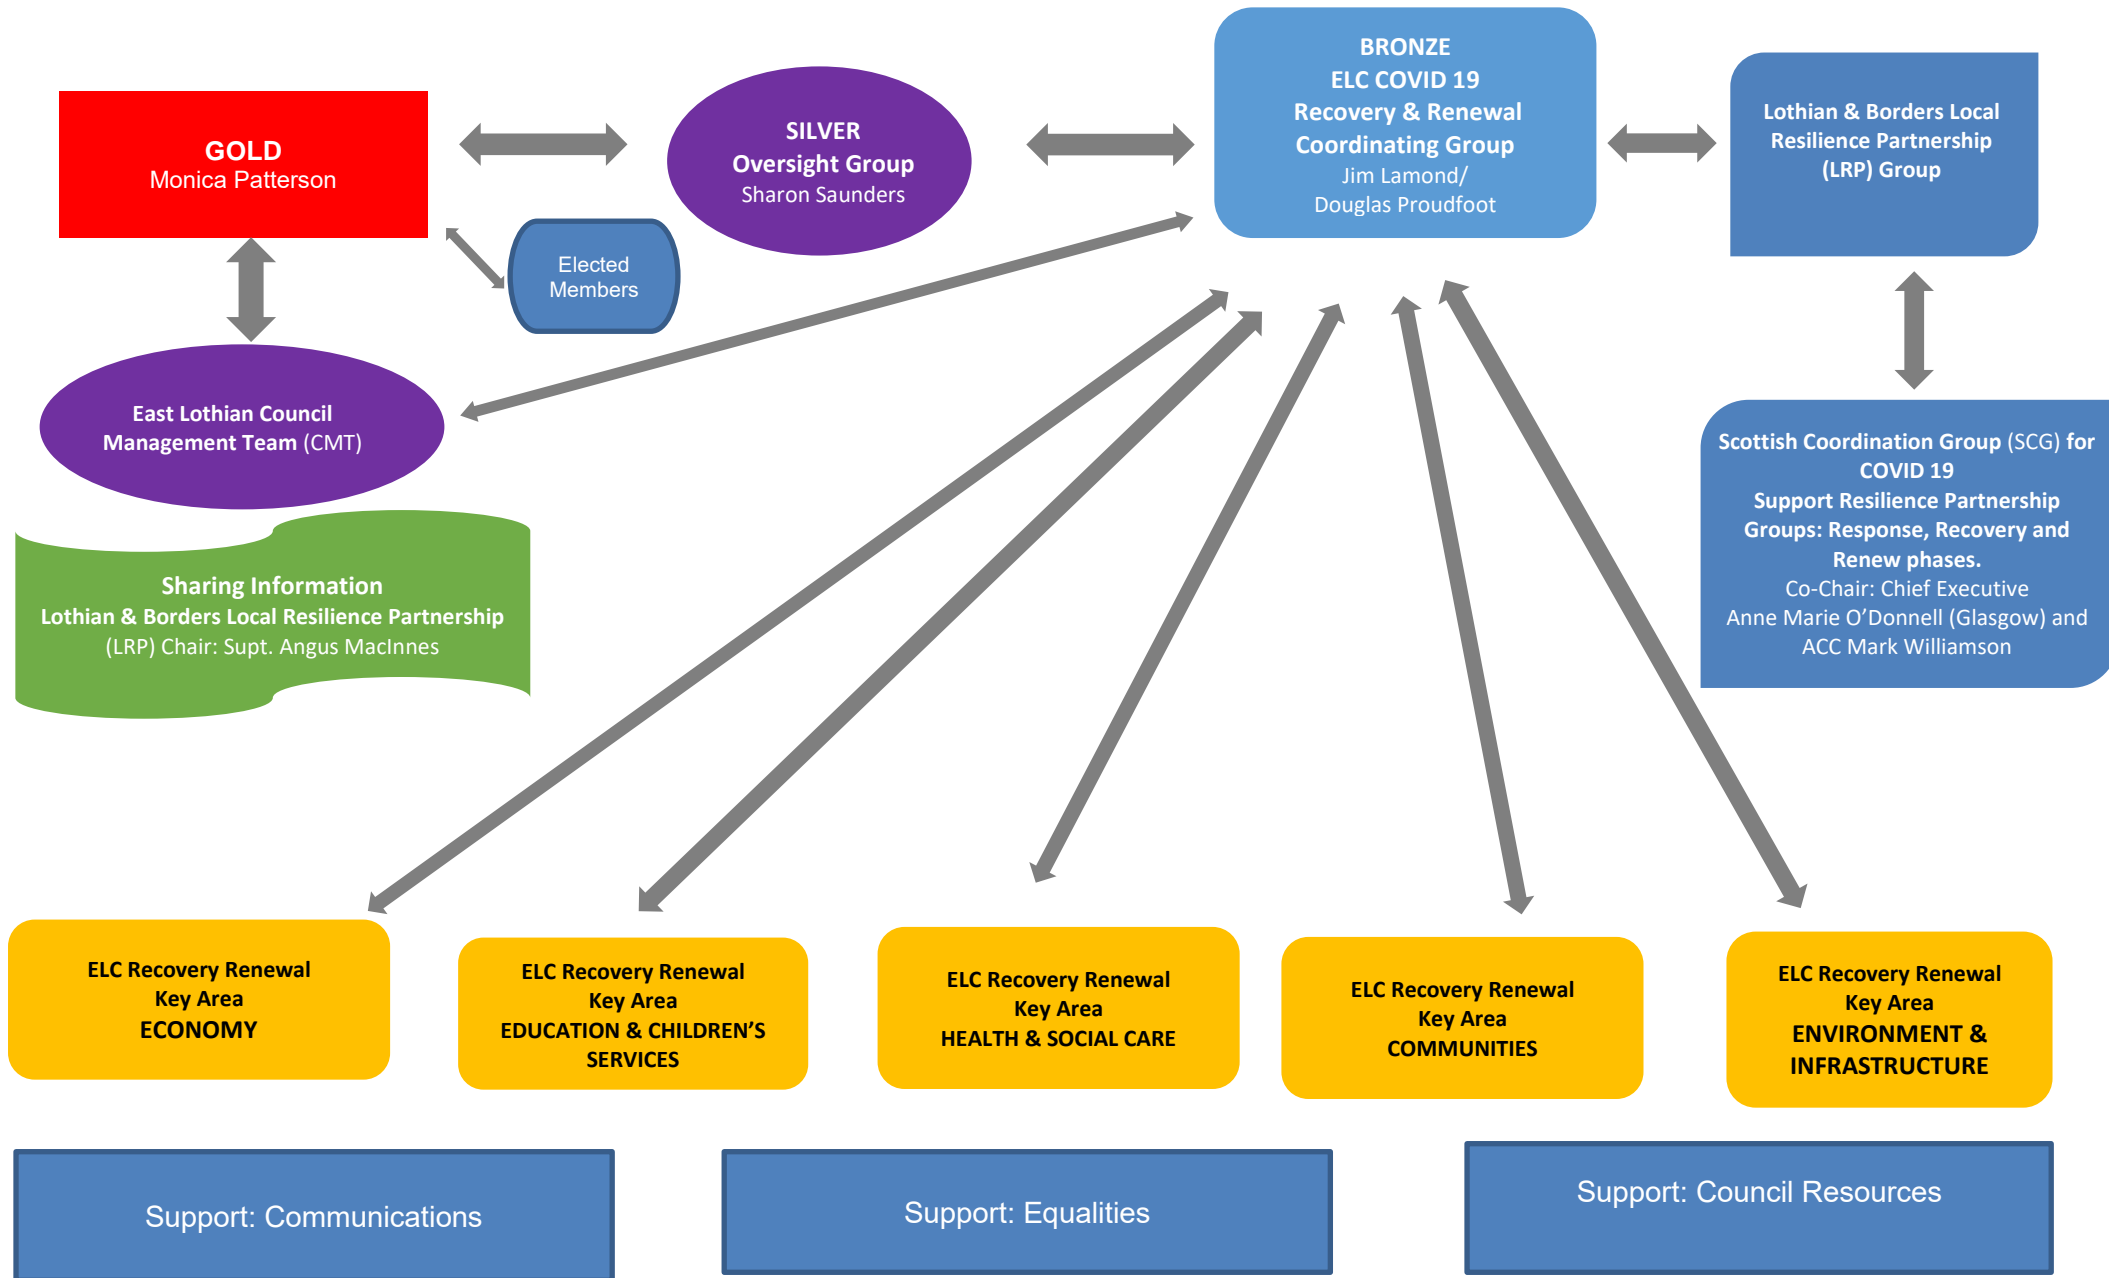 GOLD
Monica Patterson
SILVER
Oversight Group
Sharon Saunders
BRONZE
ELC COVID 19
Recovery & Renewal
Coordinating Group
Jim Lamond/
Douglas Proudfoot
Lothian & Borders Local
Resilience Partnership
(LRP) Group
Elected
Members
East Lothian Council
Management Team (CMT)
Scottish Coordination Group (SCG) for
COVID 19
Support Resilience Partnership
Groups: Response, Recovery and
Renew phases.
Co-Chair: Chief Executive
Anne Marie O’Donnell (Glasgow) and
ACC Mark Williamson
Sharing Information
Lothian & Borders Local Resilience Partnership
(LRP) Chair: Supt. Angus MacInnes
ELC Recovery Renewal
Key Area
ECONOMY
ELC Recovery Renewal
Key Area
EDUCATION & CHILDREN’S
SERVICES
ELC Recovery Renewal
Key Area
HEALTH & SOCIAL CARE
ELC Recovery Renewal
Key Area
COMMUNITIES
ELC Recovery Renewal
Key Area
ENVIRONMENT &
INFRASTRUCTURE
Support: Communications
Support: Equalities
Support: Council Resources